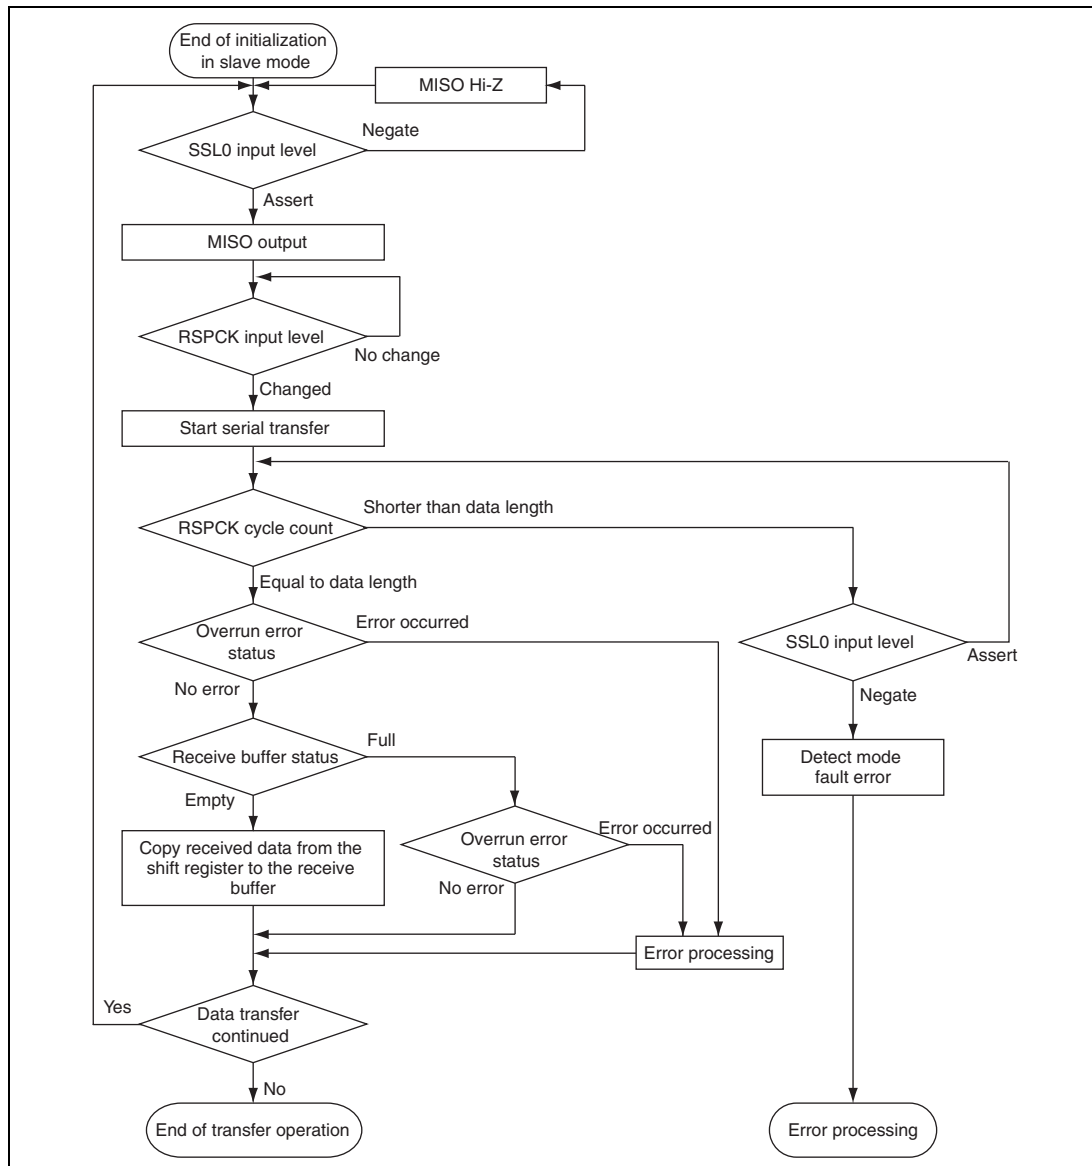 End of initialization
in slave mode
MISO Hi-Z
Negate
SSL0 input level
Assert
MISO output
RSPCK input level
No change
Changed
Start serial transfer
Shorter than data length
RSPCK cycle count
Equal to data length
Overrun error
status
Error occurred
SSL0 input level
Assert
No error
Negate
Receive buffer status
Full
Detect mode
fault error
Empty
Copy received data from the
shift register to the receive
buffer
Overrun error
status
Error occurred
No error
Error processing
Yes
Data transfer
continued
No
End of transfer operation
Error processing